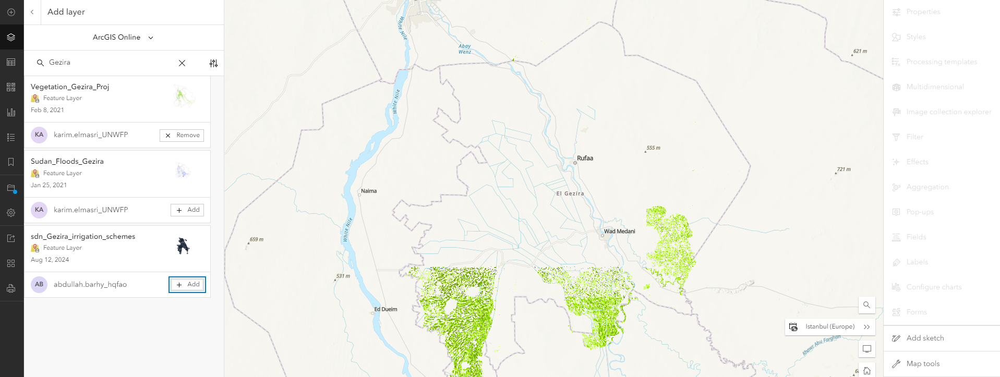 Add layer
ArcGIS Online
Gezira
Vegetation_Gezira_Proj
Feature Layer
Feb 8, 2021
KA
karim.elmasri_UNWFP
Remove
Sudan_Floods_Gezira
Feature Layer
Jan 25, 2021
KA
karim.elmasri_UNWFP
Add
sdn_Gezira_irrigation_schemes
Feature Layer
Aug 12, 2024
AB
abdullah.barhy_hqfao
Add
White Nile
Abay
Wenz
621 m
White Nile
555 m
Rufaa
721 m
Naima
El Gezira
White Nile
Wad Medani
659 m
531 m
Ed Dueim
Istanbul (Europe)
Khawr Abu Farghah
Properties
Styles
Processing templates
Multidimensional
Image collection explorer
Filter
Effects
Aggregation
Pop-ups
Fields
Labels
Configure charts
Forms
Add sketch
Map tools